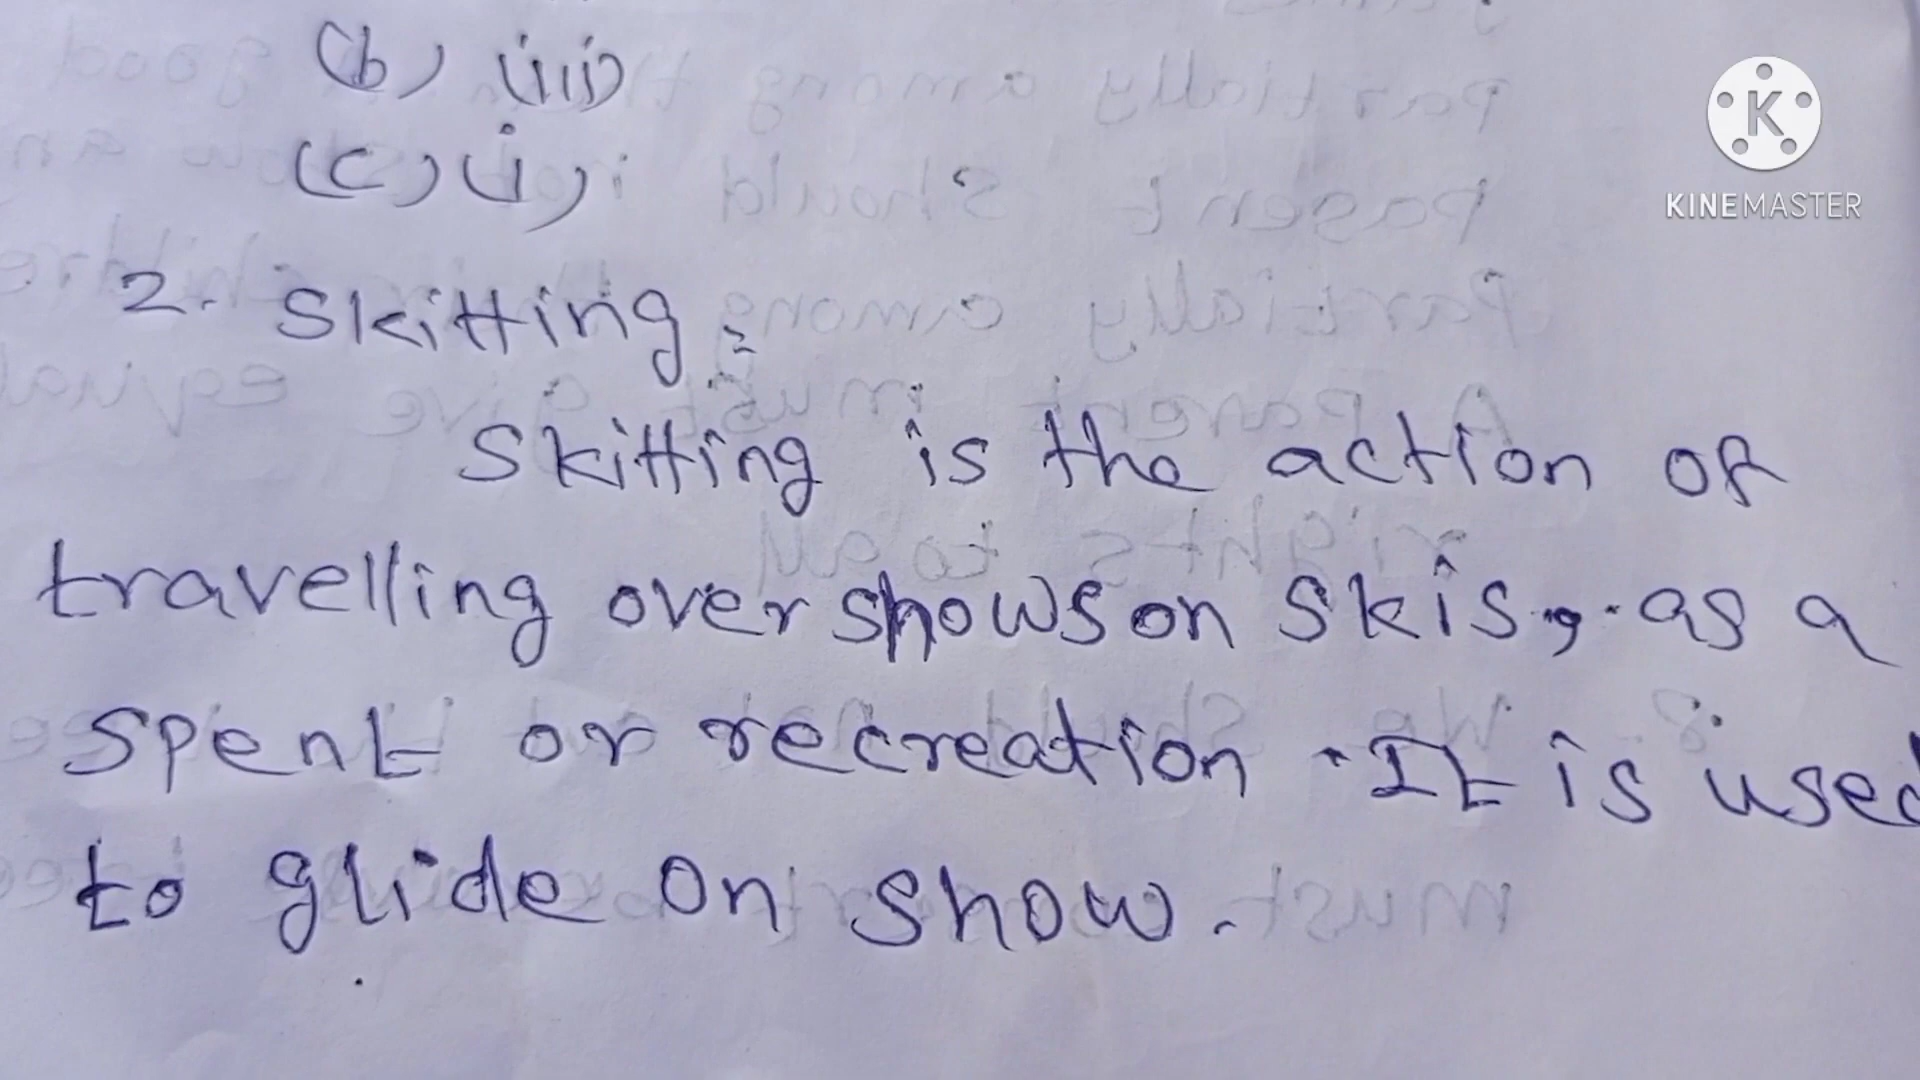 (b) (iii)
(c) (i)
KINEMASTER
2. Skitting :
Skitting is the action of
travelling over shows on skis, as a
spent or recreation. It is used
to glide on show.